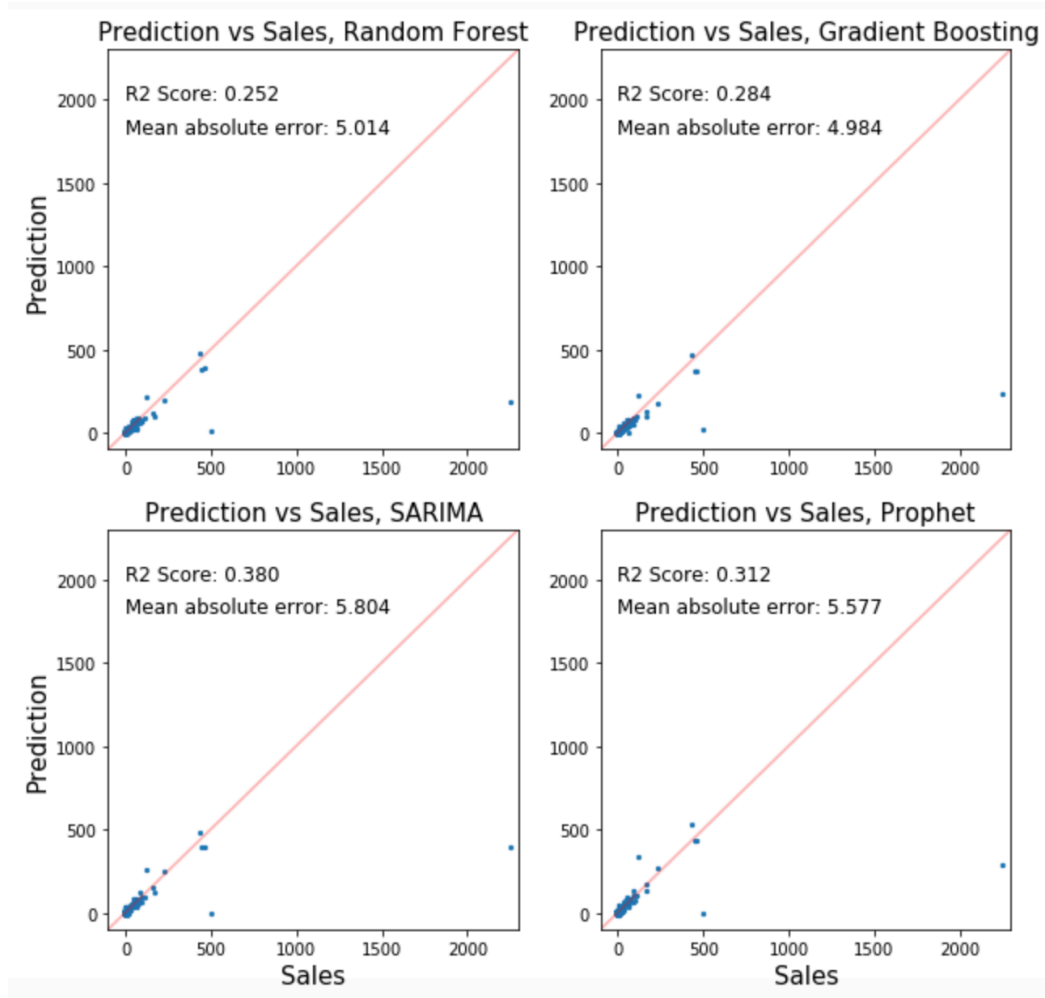 Prediction vs Sales, Random Forest
R2 Score: 0.252
Mean absolute error: 5.014
Prediction
2000
1500
1000
500
0
0 500 1000 1500 2000
Prediction vs Sales, Gradient Boosting
R2 Score: 0.284
Mean absolute error: 4.984
2000
1500
1000
500
0
0 500 1000 1500 2000
Prediction vs Sales, SARIMA
R2 Score: 0.380
Mean absolute error: 5.804
Prediction
2000
1500
1000
500
0
0 500 1000 1500 2000
Sales
Prediction vs Sales, Prophet
R2 Score: 0.312
Mean absolute error: 5.577
2000
1500
1000
500
0
0 500 1000 1500 2000
Sales